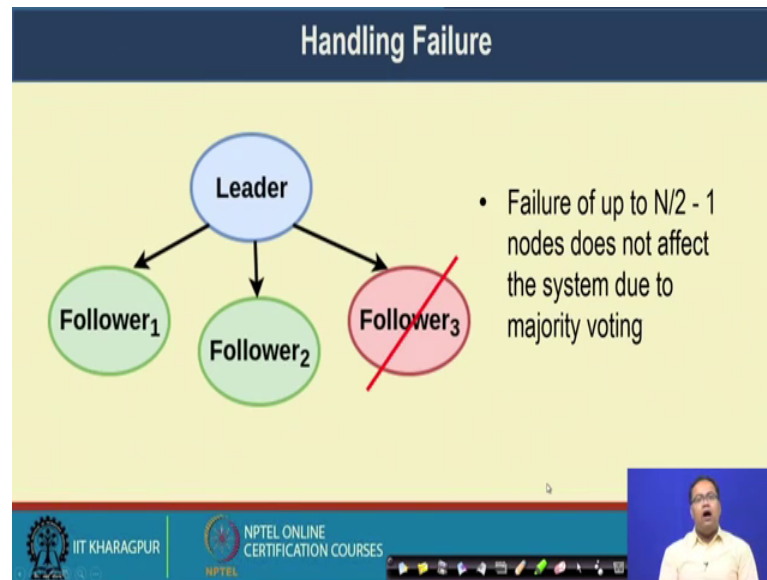 Handling Failure
Leader
Follower1
Follower2
Follower3
• Failure of up to N/2 - 1
nodes does not affect
the system due to
majority voting
IIT KHARAGPUR
NPTEL
NPTEL ONLINE
CERTIFICATION COURSES